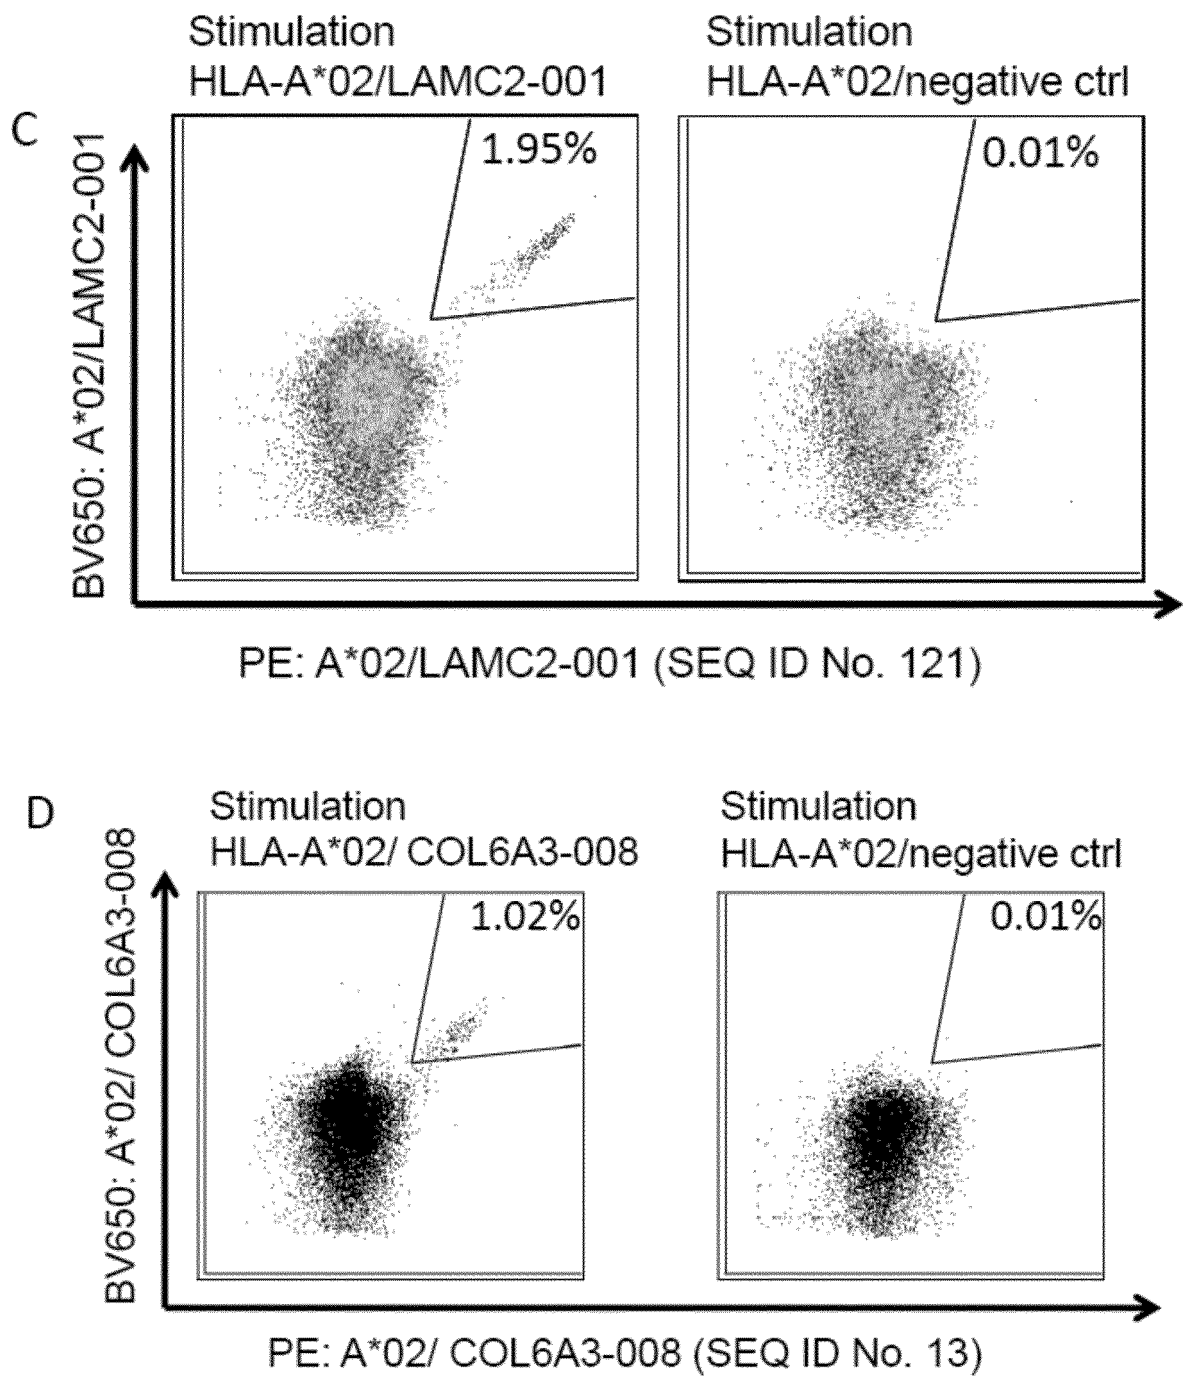 Stimulation
HLA-A*02/LAMC2-001
Stimulation
HLA-A*02/negative ctrl
C
BV650: A*02/LAMC2-001
1.95%
0.01%
PE: A*02/LAMC2-001 (SEQ ID No. 121)
D
Stimulation
HLA-A*02/ COL6A3-008
Stimulation
HLA-A*02/negative ctrl
BV650: A*02/ COL6A3-008
1.02%
0.01%
PE: A*02/ COL6A3-008 (SEQ ID No. 13)